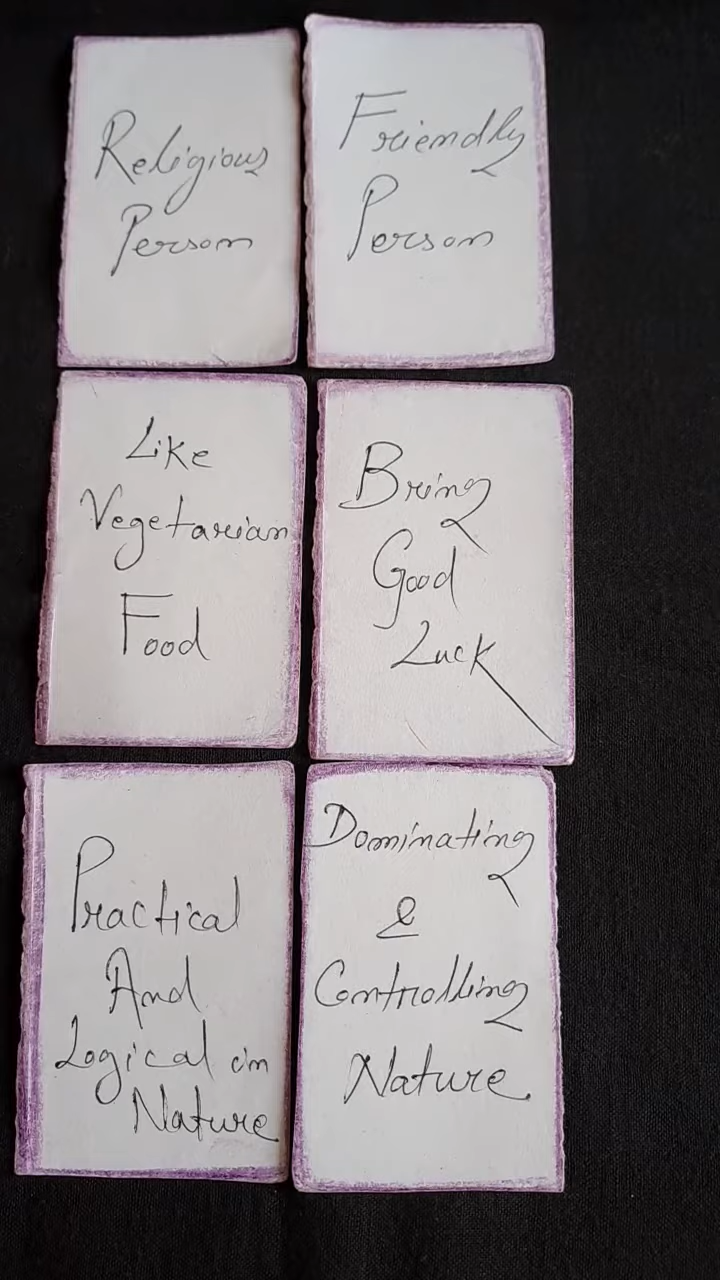 Religious
Person
Friendly
Person
Like
Vegetarian
Food
Bring
Good
Luck
Practical
And
Logical in
Nature
Dominating
&
Controlling
Nature